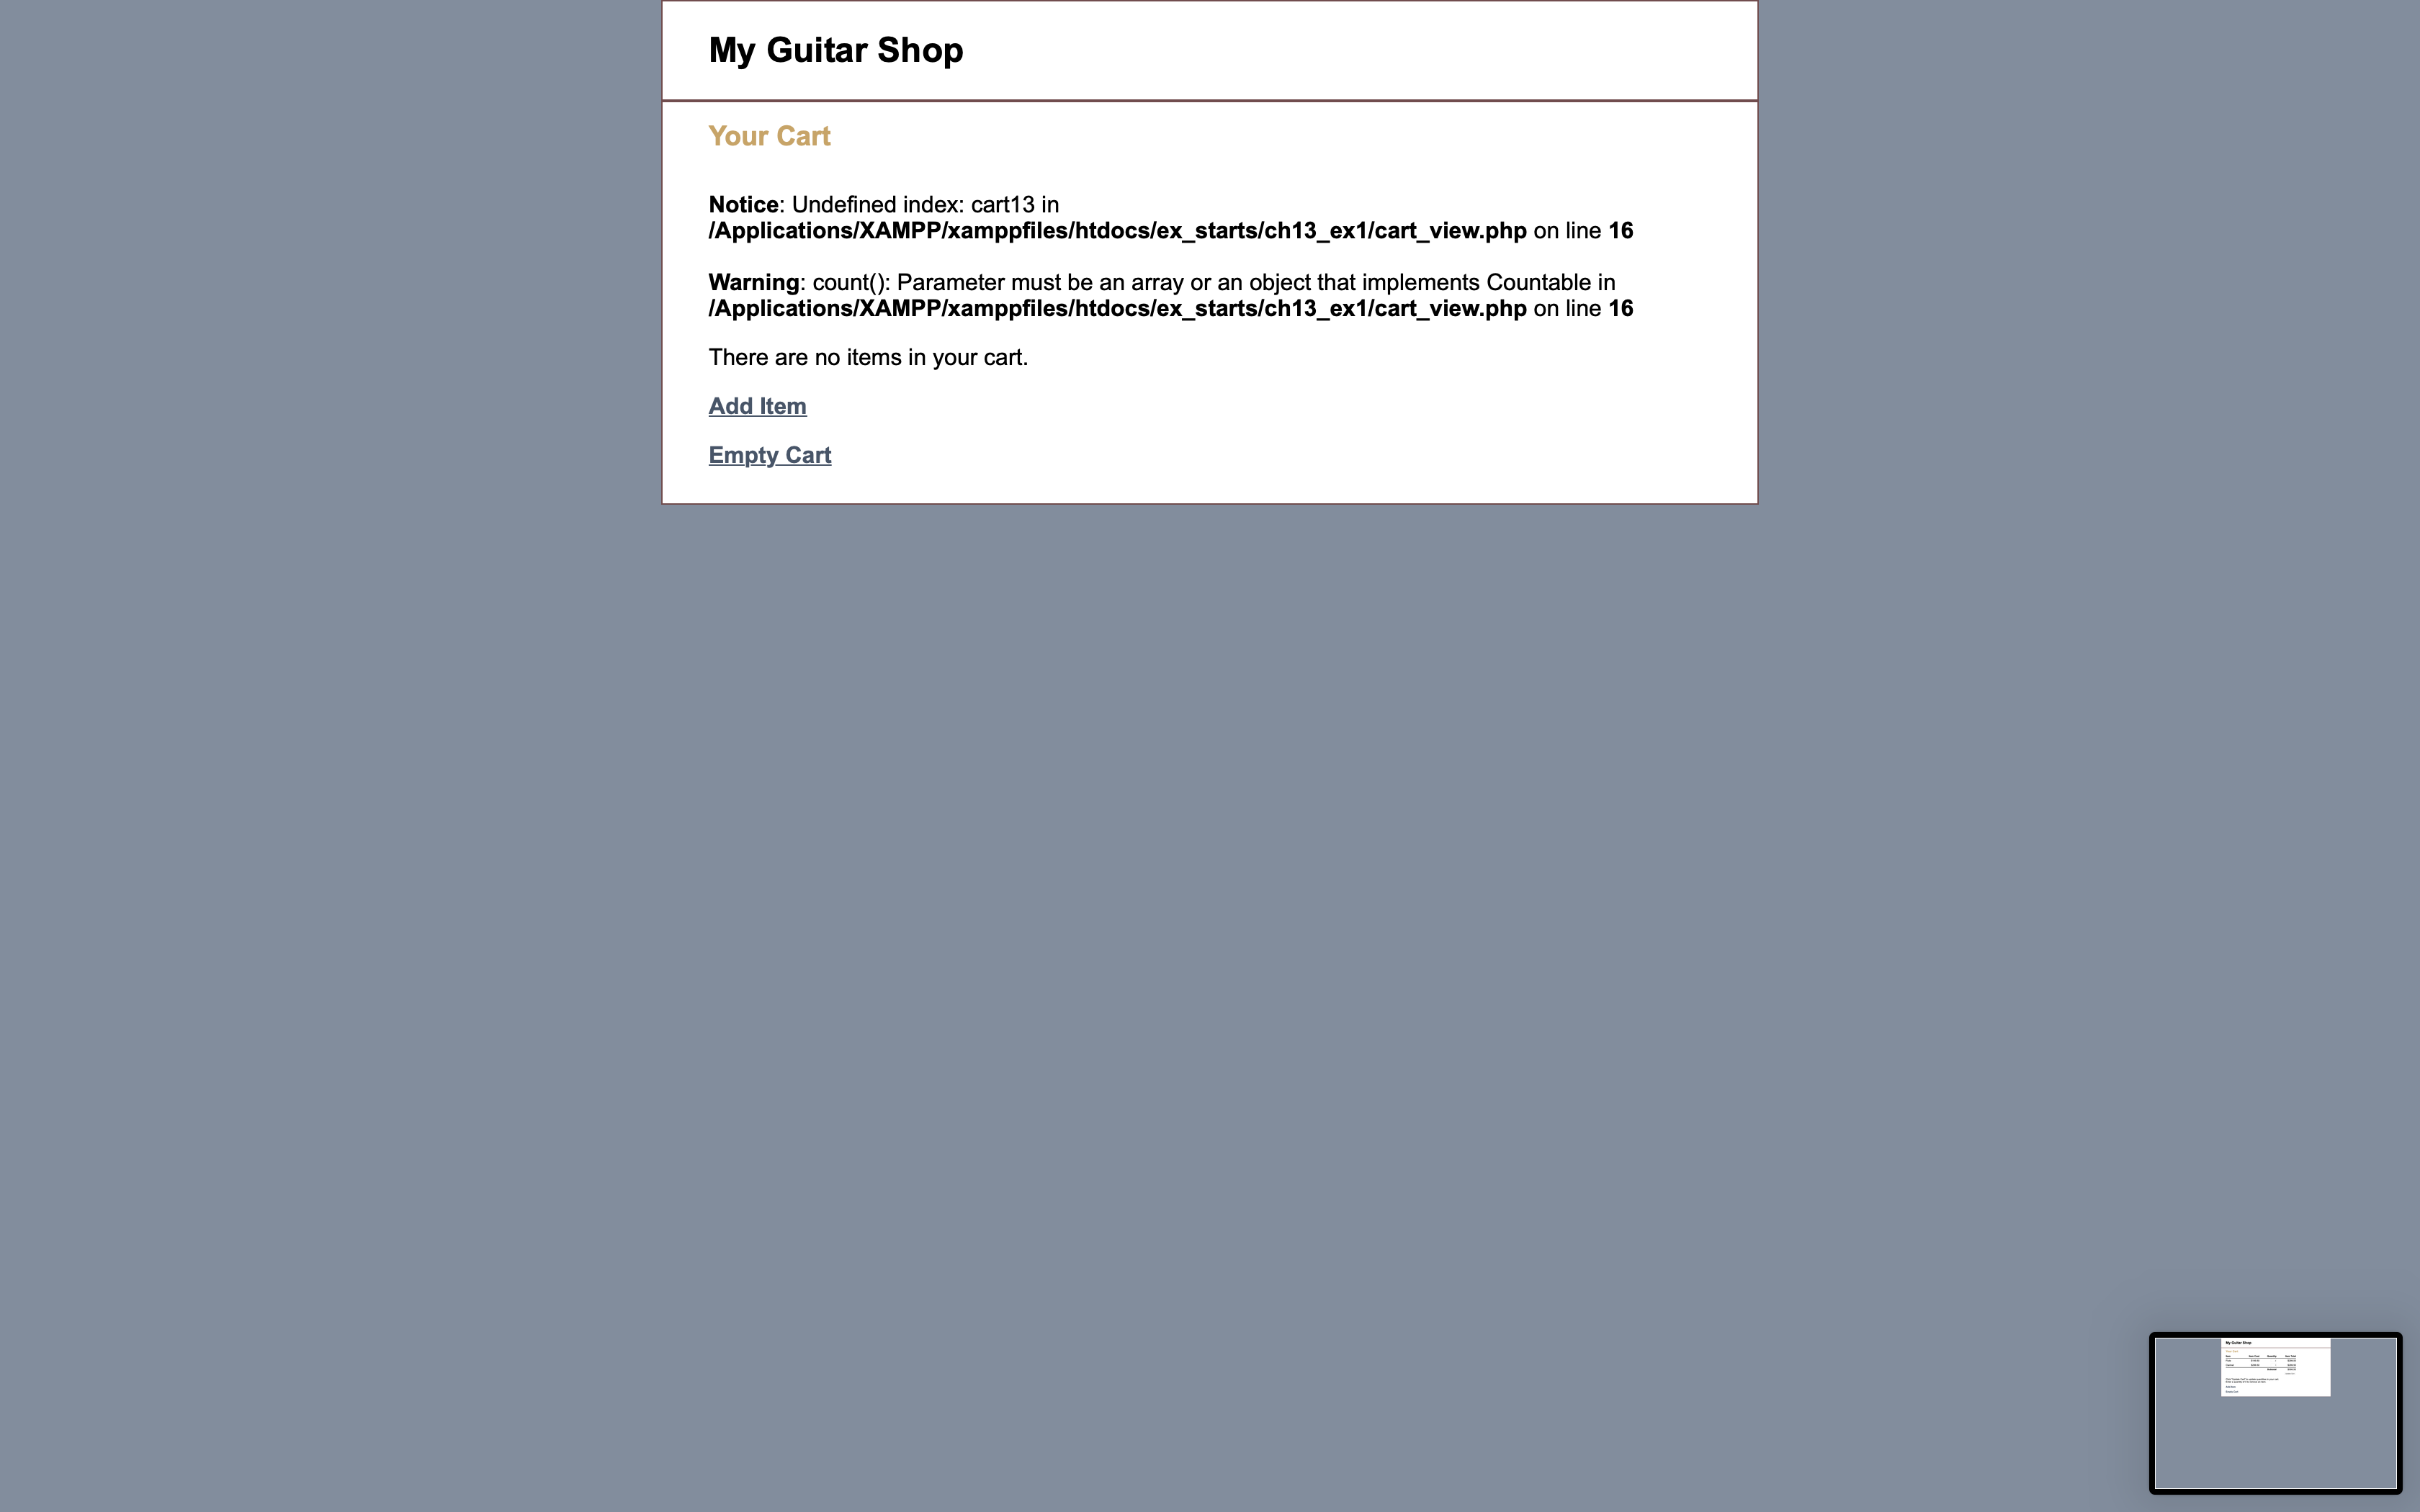 My Guitar Shop
Your Cart
Notice: Undefined index: cart13 in
/Applications/XAMPP/xamppfiles/htdocs/ex_starts/ch13_ex1/cart_view.php on line 16
Warning: count(): Parameter must be an array or an object that implements Countable in
/Applications/XAMPP/xamppfiles/htdocs/ex_starts/ch13_ex1/cart_view.php on line 16
There are no items in your cart.
Add Item
Empty Cart
My Guitar Shop